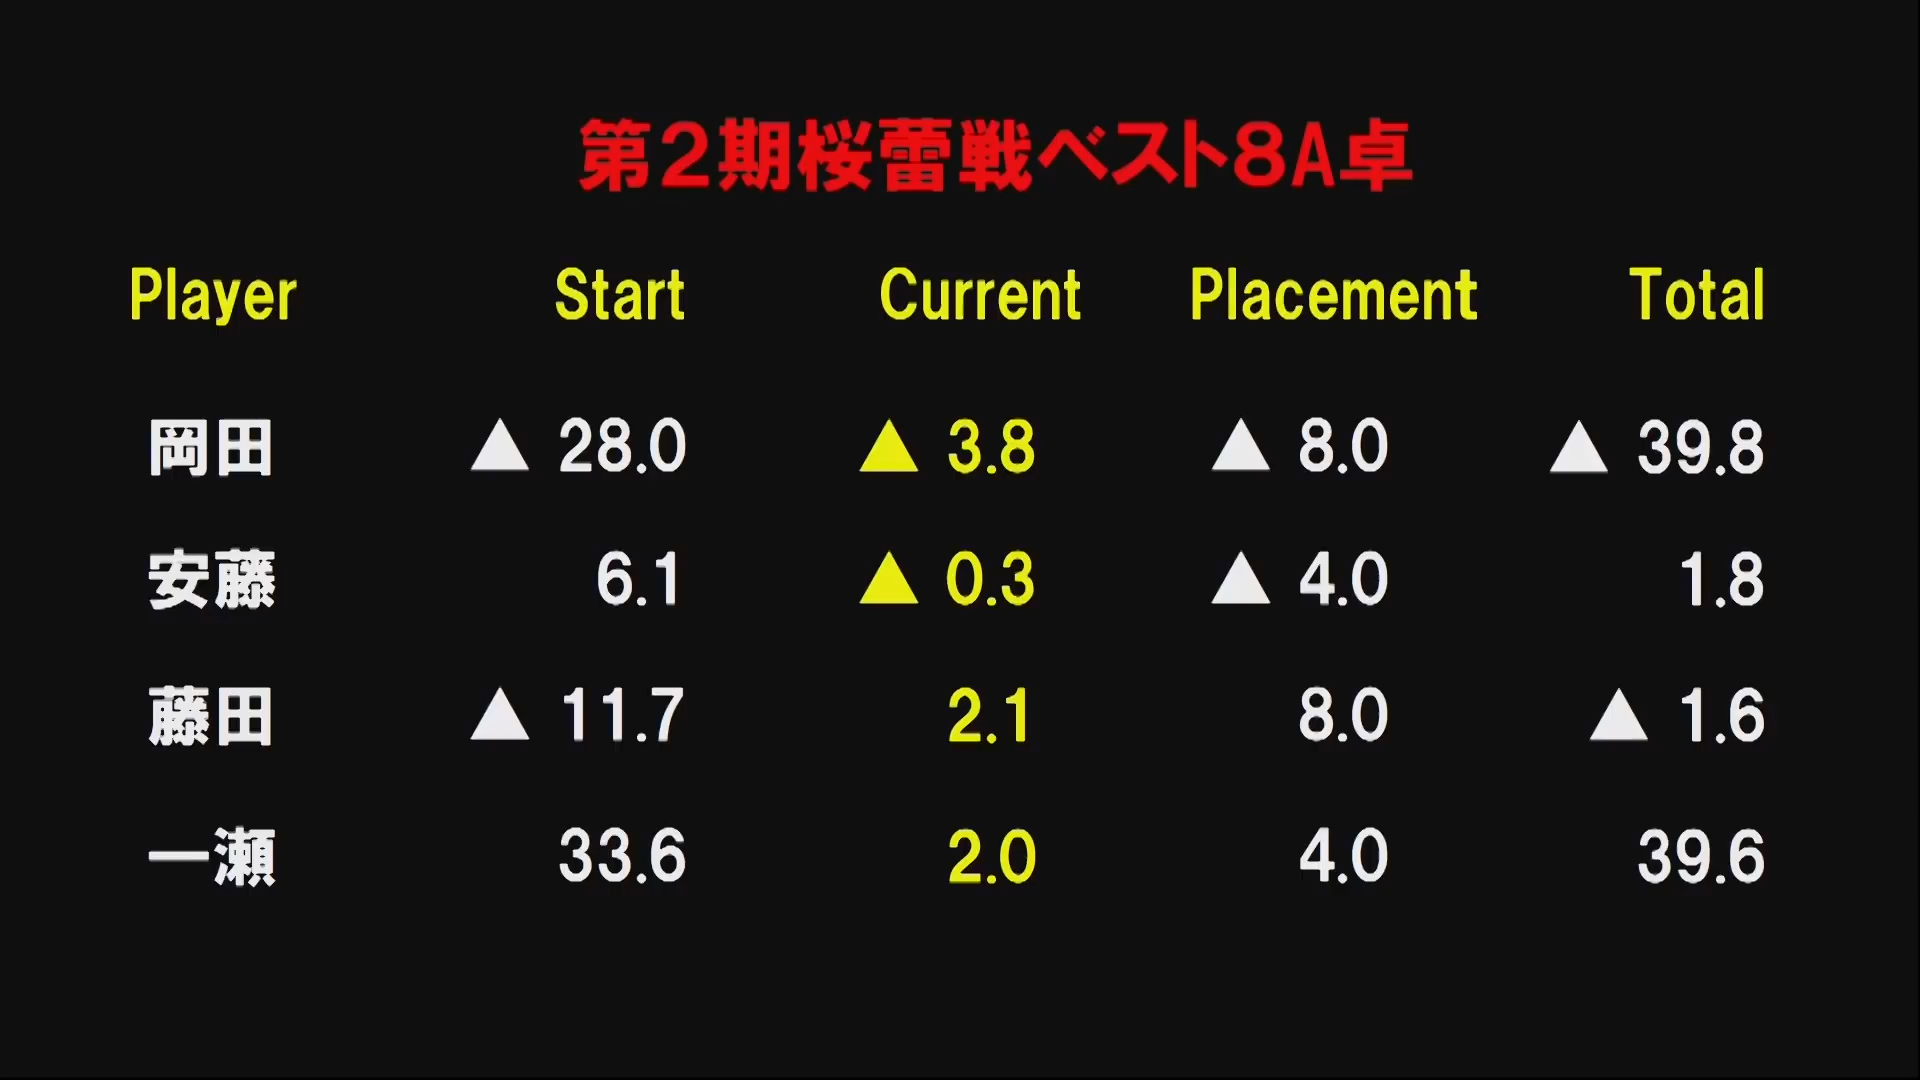 第2期桜蕾戦ベスト8A卓
Player Start Current Placement Total
岡田 ▲ 28.0 ▲ 3.8 ▲ 8.0 ▲ 39.8
安藤 6.1 ▲ 0.3 ▲ 4.0 1.8
藤田 ▲ 11.7 2.1 8.0 ▲ 1.6
一瀬 33.6 2.0 4.0 39.6